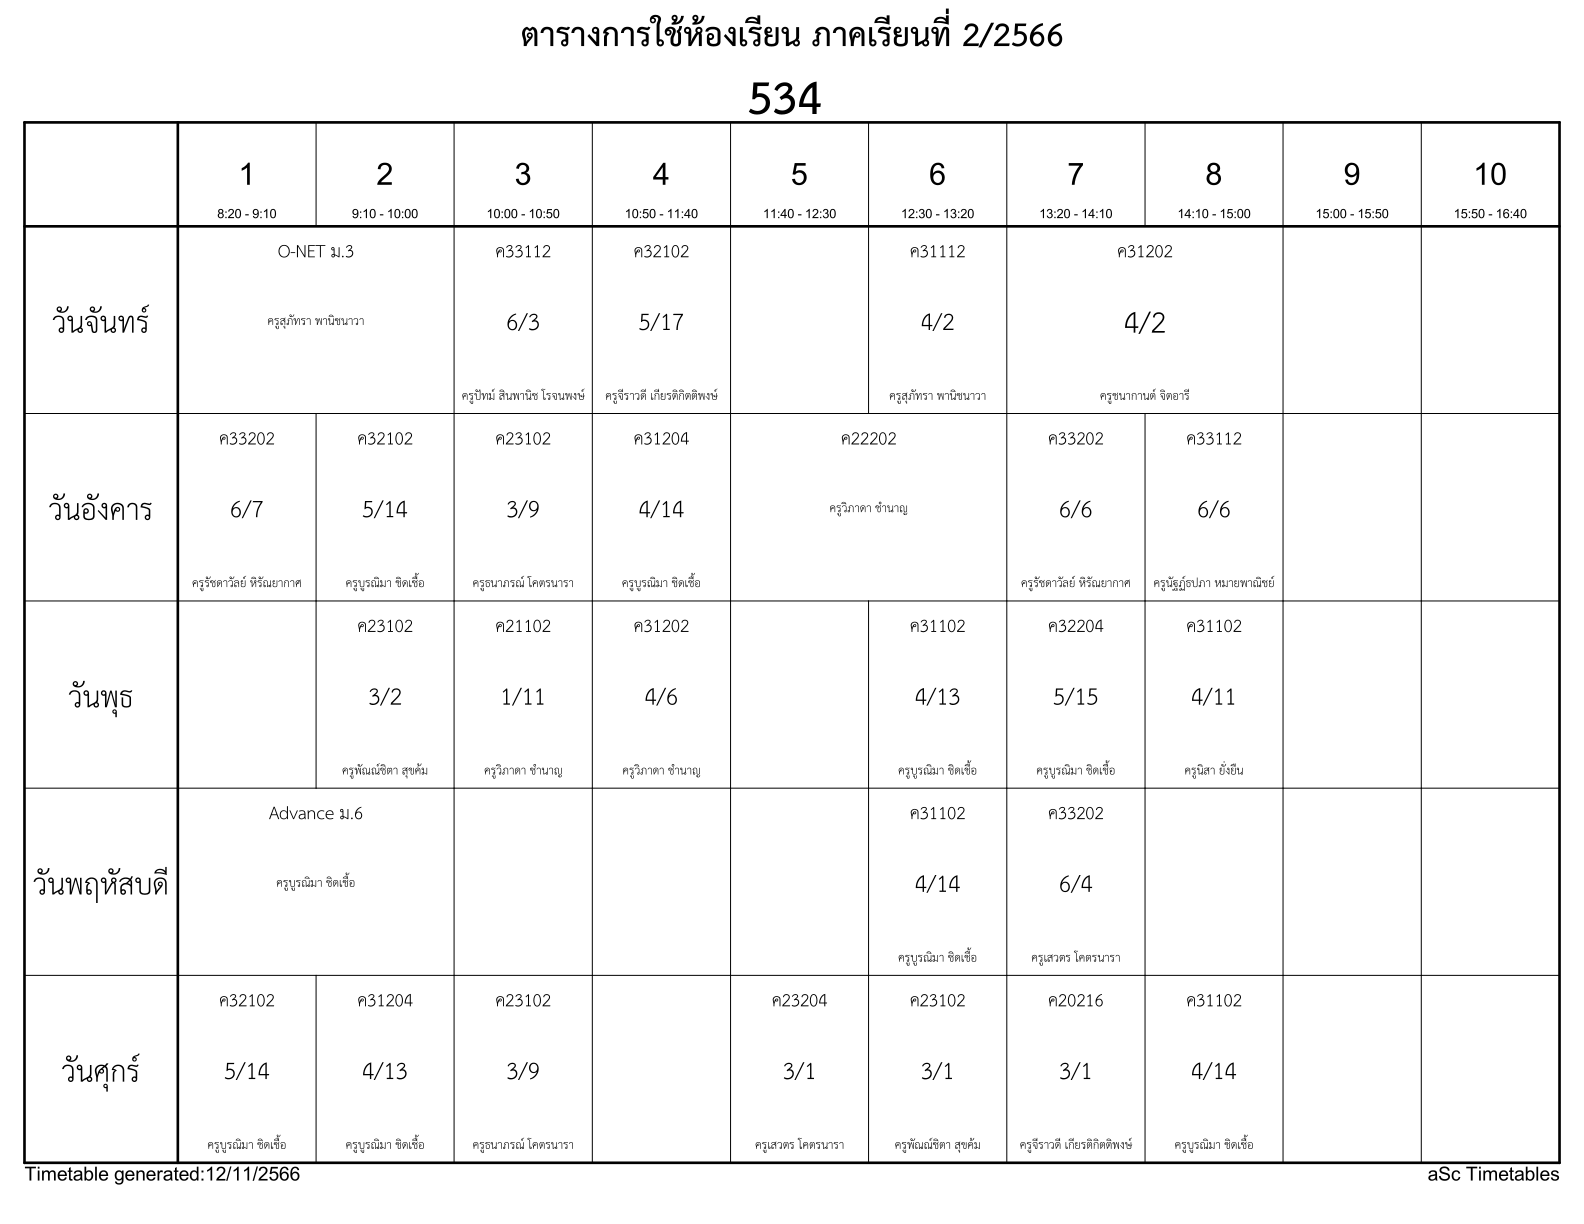 ตารางการใช้ห้องเรียน ภาคเรียนที่ 2/2566
534
1 2 3 4 5 6 7 8 9 10
8:20 - 9:10 9:10 - 10:00 10:00 - 10:50 10:50 - 11:40 11:40 - 12:30 12:30 - 13:20 13:20 - 14:10 14:10 - 15:00 15:00 - 15:50 15:50 - 16:40
O-NET ม.3 ค33112 ค32102 ค31112 ค31202
วันจันทร์ ครูสุภัทรา พานิชนาวา 6/3 5/17 4/2 4/2
ครูปัทม์ สินพานิช โรจนพงษ์ ครูจีราวดี เกียรติกิตติพงษ์ ครูสุภัทรา พานิชนาวา ครูชนากานต์ จิตอารี
ค33202 ค32102 ค23102 ค31204 ค22202 ค33202 ค33112
วันอังคาร 6/7 5/14 3/9 4/14 ครูวิภาดา ชำนาญ 6/6 6/6
ครูรัชดาวัลย์ หิรัณยากาศ ครูบูรณิมา ชิดเชื้อ ครูธนาภรณ์ โคตรนารา ครูบูรณิมา ชิดเชื้อ ครูรัชดาวัลย์ หิรัณยากาศ ครูนัฐฏ์ธปภา หมายพาณิชย์
ค23102 ค21102 ค31202 ค31102 ค32204 ค31102
วันพุธ 3/2 1/11 4/6 4/13 5/15 4/11
ครูพัณณ์ชิตา สุขค้ม ครูวิภาดา ชำนาญ ครูวิภาดา ชำนาญ ครูบูรณิมา ชิดเชื้อ ครูบูรณิมา ชิดเชื้อ ครูนิสา ยั่งยืน
Advance ม.6 ค31102 ค33202
วันพฤหัสบดี ครูบูรณิมา ชิดเชื้อ 4/14 6/4
ครูบูรณิมา ชิดเชื้อ ครูเสวตร โคตรนารา
ค32102 ค31204 ค23102 ค23204 ค23102 ค20216 ค31102
วันศุกร์ 5/14 4/13 3/9 3/1 3/1 3/1 4/14
ครูบูรณิมา ชิดเชื้อ ครูบูรณิมา ชิดเชื้อ ครูธนาภรณ์ โคตรนารา ครูเสวตร โคตรนารา ครูพัณณ์ชิตา สุขค้ม ครูจีราวดี เกียรติกิตติพงษ์ ครูบูรณิมา ชิดเชื้อ
Timetable generated:12/11/2566 aSc Timetables